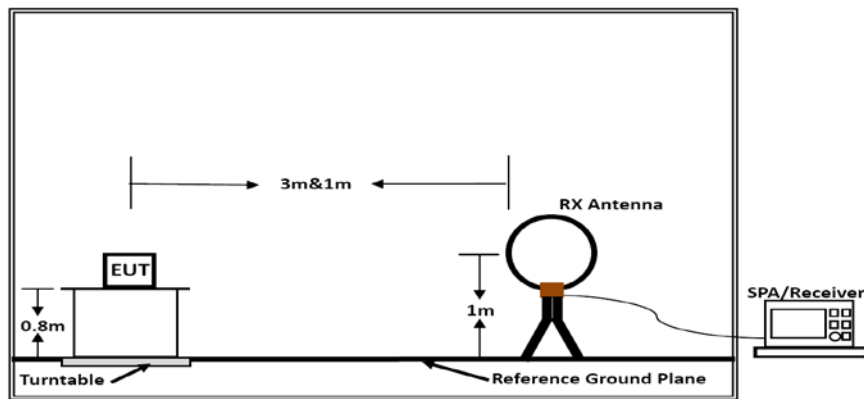 3m&1m
RX Antenna
EUT
SPA/Receiver
0.8m
1m
Turntable
Reference Ground Plane